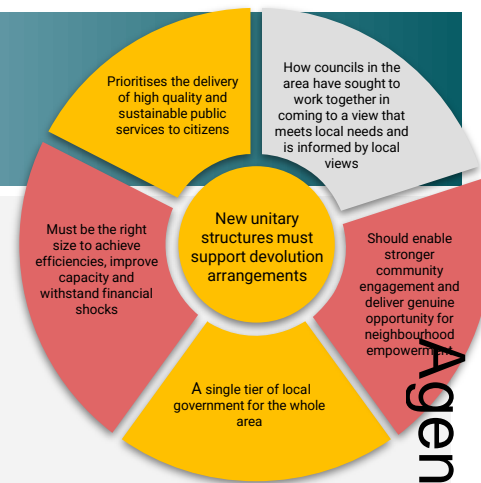 Prioritises the delivery
of high quality and
sustainable public
services to citizens
How councils in the
area have sought to
work together in
coming to a view that
meets local needs and
is informed by local
views
Must be the right
size to achieve
efficiencies, improve
capacity and
withstand financial
shocks
New unitary
structures must
support devolution
arrangements
Should enable
stronger
community
engagement and
deliver genuine
opportunity for
neighbourhood
empowerment
A single tier of local
government for the whole
area
Agen